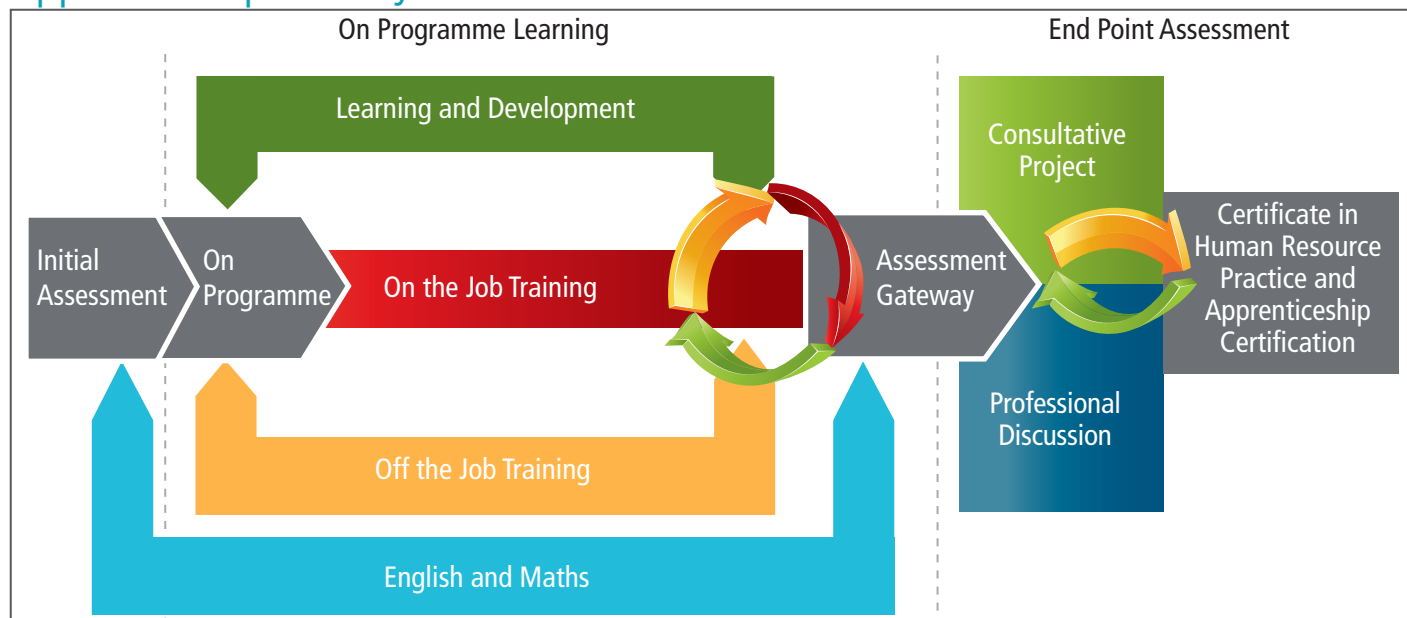 On Programme Learning
End Point Assessment
Learning and Development
Consultative
Project
Initial
Assessment
On
Programme
On the Job Training
Assessment
Gateway
Certificate in
Human Resource
Practice and
Apprenticeship
Certification
Professional
Discussion
Off the Job Training
English and Maths